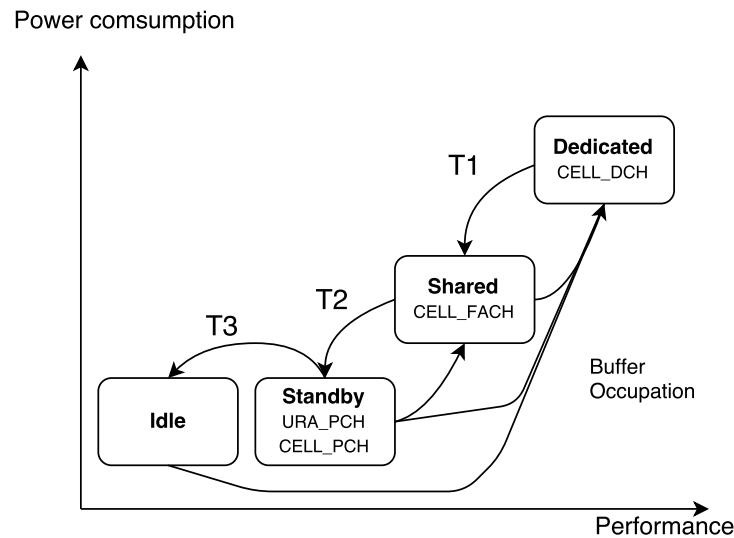 Power comsumption
Dedicated
CELL_DCH
T1
Shared
CELL_FACH
T2
T3
Idle
Standby
URA_PCH
CELL_PCH
Buffer
Occupation
Performance